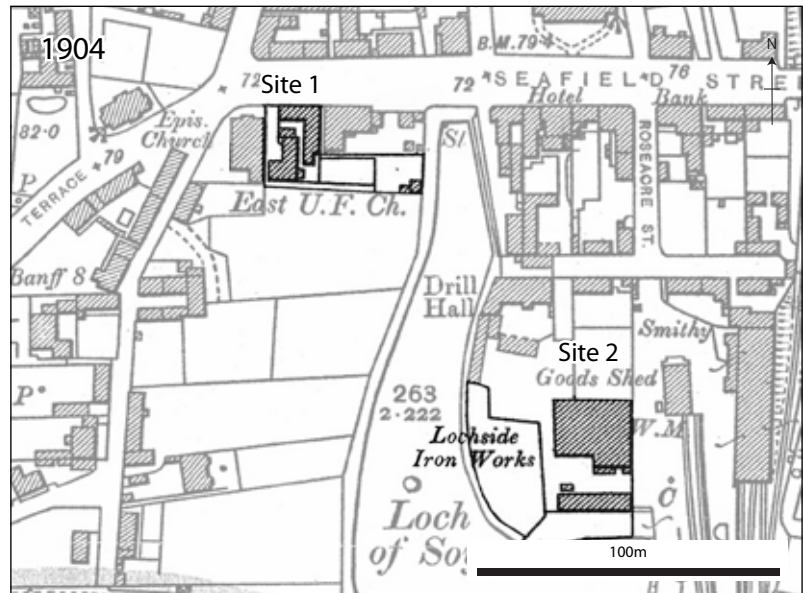 1904
Site 1
B.M. 79·4
N
72
72
SEAFIELD STRE
76
Hotel
Bank
82·0
Epis.
Church
79
TERRACE
P
St.
ROSEACRE ST.
East U.F. Ch.
Banff 8
Drill
Hall
Smithy
Site 2
Goods Shed
P
263
2·222
W.M
Lochside
Iron Works
C
Loch
of So
100m